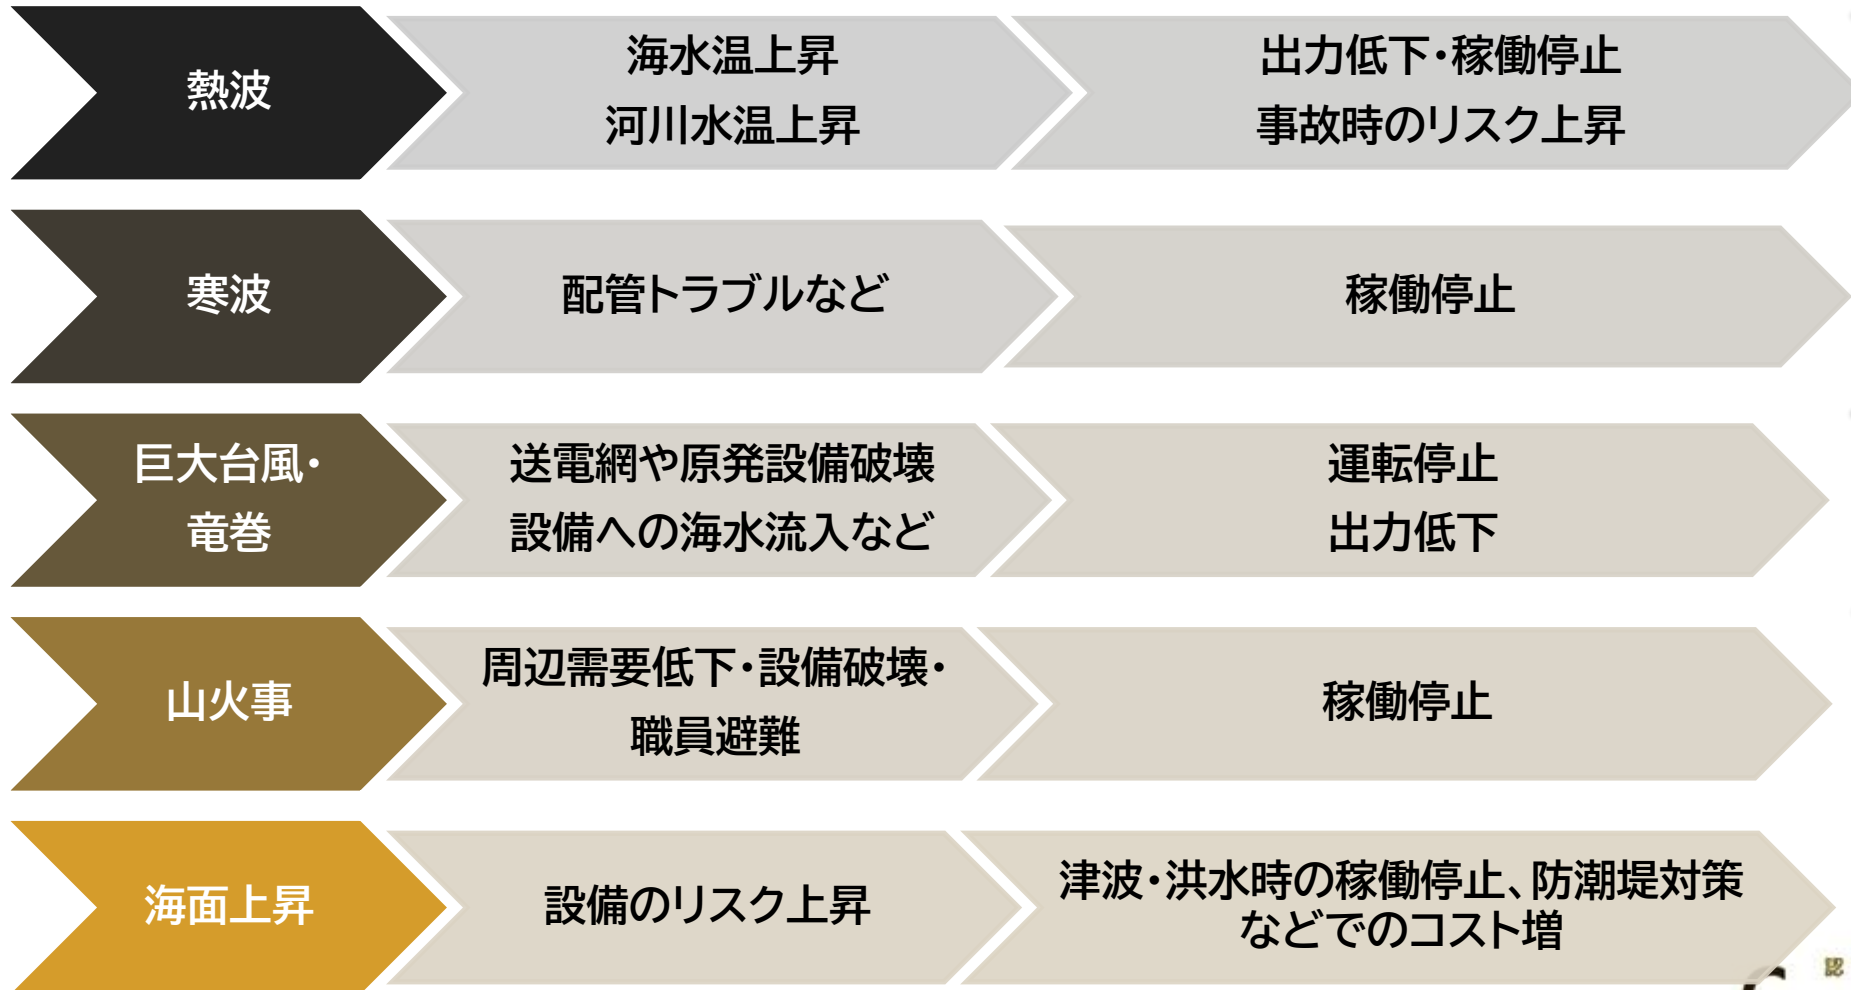 熱波
海水温上昇
河川水温上昇
出力低下・稼働停止
事故時のリスク上昇
寒波
配管トラブルなど
稼働停止
巨大台風・
竜巻
送電網や原発設備破壊
設備への海水流入など
運転停止
出力低下
山火事
周辺需要低下・設備破壊・
職員避難
稼働停止
海面上昇
設備のリスク上昇
津波・洪水時の稼働停止、防潮堤対策
などでのコスト増
認